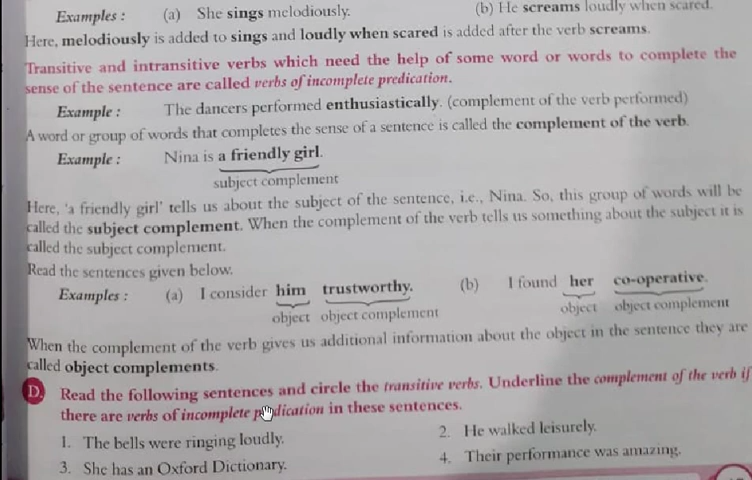 Examples : (a) She sings melodiously. (b) He screams loudly when scared.
Here, melodiously is added to sings and loudly when scared is added after the verb screams.
Transitive and intransitive verbs which need the help of some word or words to complete the
sense of the sentence are called verbs of incomplete predication.
Example : The dancers performed enthusiastically. (complement of the verb performed)
A word or group of words that completes the sense of a sentence is called the complement of the verb.
Example : Nina is a friendly girl.
subject complement
Here, 'a friendly girl' tells us about the subject of the sentence, i.e., Nina. So, this group of words will be
called the subject complement. When the complement of the verb tells us something about the subject it is
called the subject complement.
Read the sentences given below.
Examples : (a) I consider him trustworthy. (b) I found her co-operative.
object object complement object object complement
When the complement of the verb gives us additional information about the object in the sentence they are
called object complements.
D. Read the following sentences and circle the transitive verbs. Underline the complement of the verb if
there are verbs of incomplete predication in these sentences.
1. The bells were ringing loudly. 2. He walked leisurely.
3. She has an Oxford Dictionary. 4. Their performance was amazing.